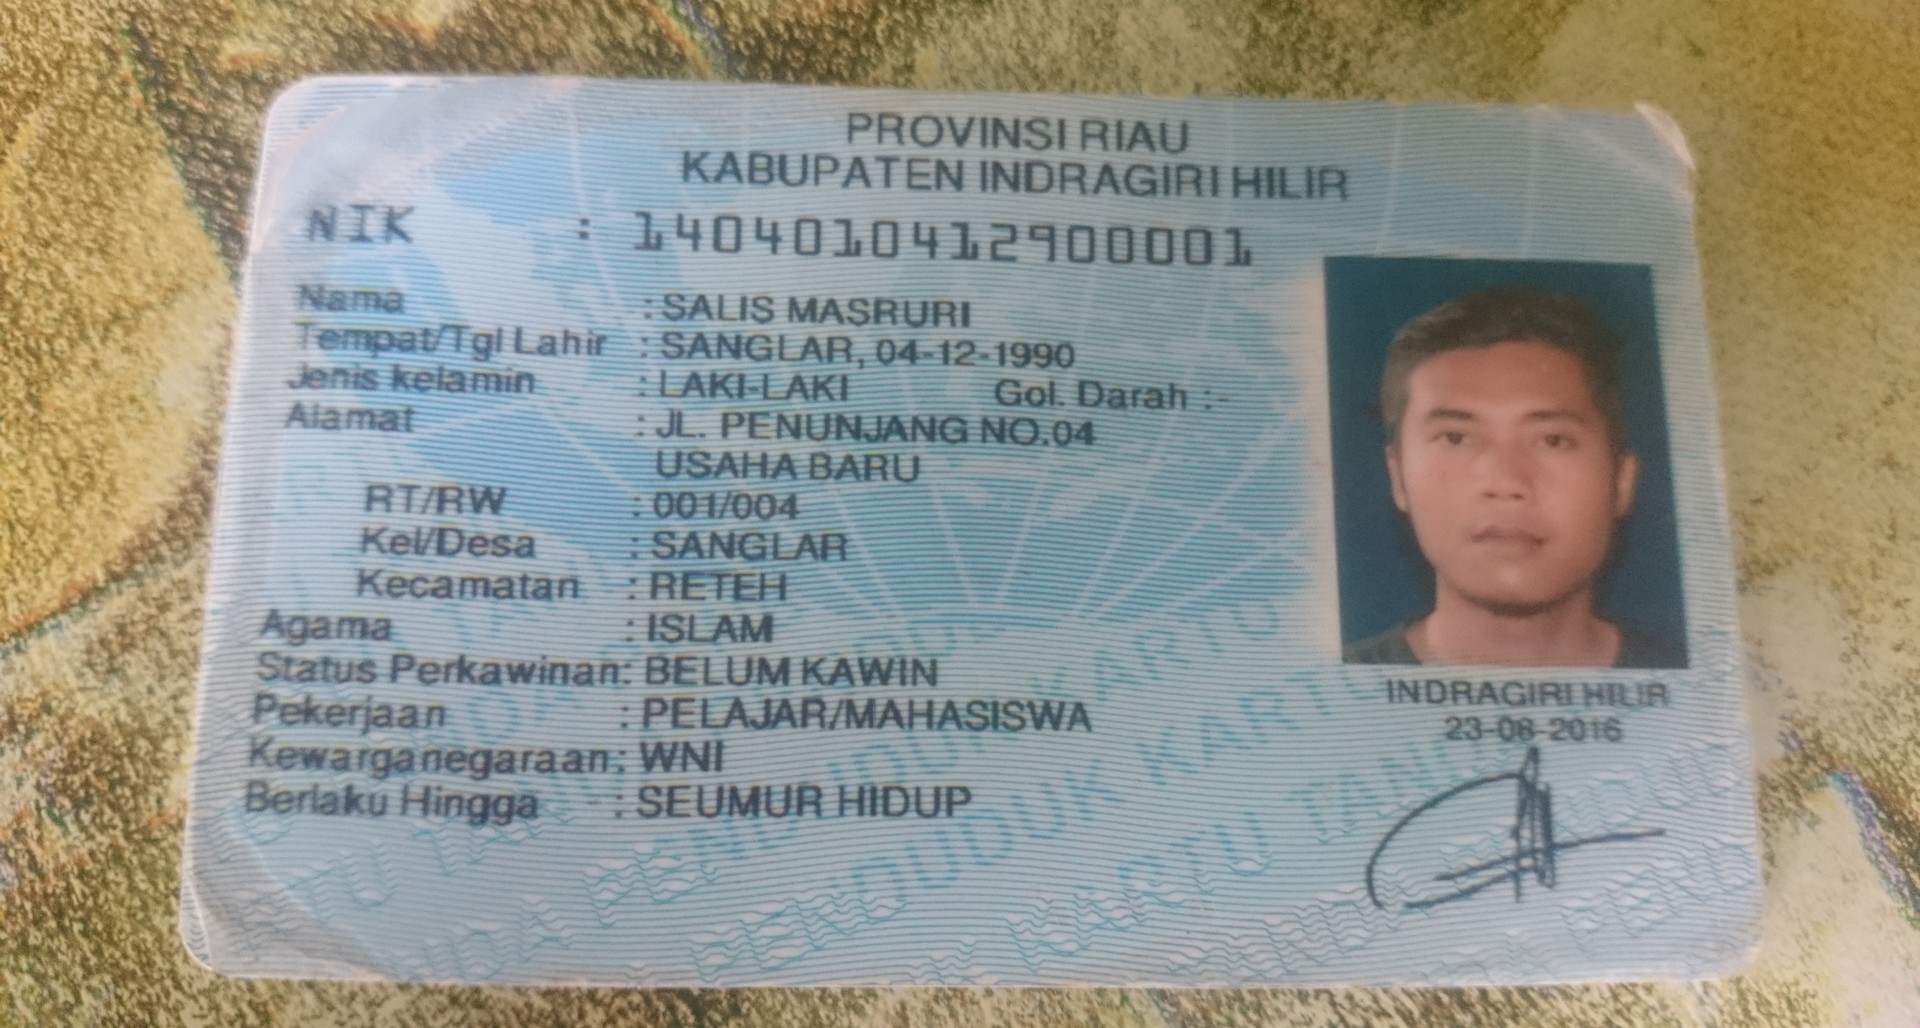 PROVINSI RIAU
KABUPATEN INDRAGIRI HILIR
NIK : 1404010412900001
Nama : SALIS MASRURI
Tempat/Tgl Lahir : SANGLAR, 04-12-1990
Jenis kelamin : LAKI-LAKI Gol. Darah :-
Alamat : JL. PENUNJANG NO.04
USAHA BARU
RT/RW : 001/004
Kel/Desa : SANGLAR
Kecamatan : RETEH
Agama : ISLAM
Status Perkawinan: BELUM KAWIN
Pekerjaan : PELAJAR/MAHASISWA
Kewarganegaraan: WNI
Berlaku Hingga : SEUMUR HIDUP
INDRAGIRI HILIR
23-08-2016